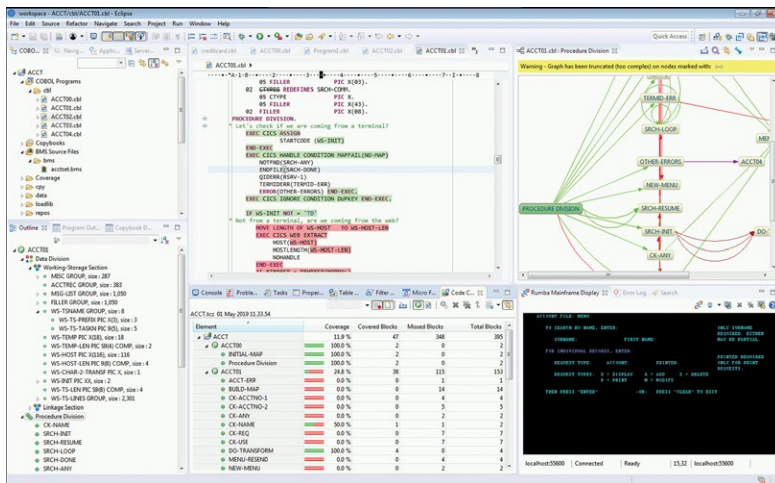 workspace - ACCT/cbl/ACCT01.cbl - Eclipse
File Edit Source Refactor Navigate Search Project Run Window Help
Quick Access
COBOL... Navig... Applic... Server...
ACCT
COBOL Programs
cbl
ACCT00.cbl
ACCT01.cbl
ACCT02.cbl
ACCT03.cbl
ACCT04.cbl
Copybooks
BMS Source Files
bms
acctset.bms
Coverage
cpy
data
loadlib
repos
Outline Program Out... Copybook D...
ACCT01
Data Division
Working-Storage Section
MISC GROUP, size : 287
ACCTREC GROUP, size : 383
MSG-LIST GROUP, size : 1,050
FILLER GROUP, size : 1,050
WS-TSNAME GROUP, size : 8
WS-TS-PREFIX PIC X(3), size : 3
WS-TS-TASKN PIC 9(5), size : 5
WS-TEMP PIC X(18), size : 18
WS-TEMP-LEN PIC S9(4) COMP, size : 2
WS-HOST PIC X(116), size : 116
WS-HOST-LEN PIC 9(8) COMP, size : 4
WS-CHAR-2-TRANSF PIC X, size : 1
WS-INIT PIC XX, size : 2
WS-TS-LEN PIC S9(8) COMP, size : 4
WS-TS-LINES GROUP, size : 2,301
Linkage Section
Procedure Division
CK-NAME
SRCH-INIT
SRCH-RESUME
SRCH-LOOP
SRCH-DONE
SRCH-ANY
creditcard.cbl ACCT00.cbl Program1.cbl ACCT02.cbl ACCT01.cbl
ACCT01.cbl
05 FILLER PIC X(03).
02 CTYPEG REDEFINES SRCH-COMM.
05 CTYPE PIC X.
05 FILLER PIC X(43).
02 FILLER PIC X(08).
PROCEDURE DIVISION.
* Let's check if we are coming from a terminal?
EXEC CICS ASSIGN
STARTCODE (WS-INIT)
END-EXEC
EXEC CICS HANDLE CONDITION MAPFAIL(NO-MAP)
NOTFND(SRCH-ANY)
ENDFILE(SRCH-DONE)
QIDERR(RSRV-1)
TERMIDERR(TERMID-ERR)
ERROR(OTHER-ERRORS) END-EXEC.
EXEC CICS IGNORE CONDITION DUPKEY END-EXEC.
IF WS-INIT NOT = 'TD'
* Not from a terminal, are we coming from the web?
MOVE LENGTH OF WS-HOST TO WS-HOST-LEN
EXEC CICS WEB EXTRACT
HOST(WS-HOST)
HOSTLENGTH(WS-HOST-LEN)
NOHANDLE
END-EXEC
Console Proble... Tasks Proper... Table ... Filter ... Micro F... Code C...
ACCT.tcz 01 May 2019 11.33.54
Element Coverage Covered Blocks Missed Blocks Total Blocks
ACCT 11.9 % 47 348 395
ACCT00 100.0 % 2 0 2
INITIAL-MAP 100.0 % 2 0 2
Procedure Division 100.0 % 2 0 2
ACCT01 24.8 % 38 115 153
ACCT-ERR 0.0 % 0 1 1
BUILD-MAP 0.0 % 0 14 14
CK-ACCTNO-1 0.0 % 0 4 4
CK-ACCTNO-2 0.0 % 0 5 5
CK-ANY 0.0 % 0 2 2
CK-NAME 50.0 % 1 1 2
CK-REQ 0.0 % 0 7 7
CK-USE 0.0 % 0 7 7
DO-TRANSFORM 100.0 % 4 0 4
MENU-RESEND 0.0 % 0 4 4
NEW-MENU 0.0 % 0 2 2
ACCT01.cbl : Procedure Division
Warning - Graph has been truncated (too complex) on nodes marked with:
TERMID-ERR
SRCH-LOOP
OTHER-ERRORS
ACCT04
NEW-MENU
PROCEDURE DIVISION
SRCH-RESUME
SRCH-INIT
DO-
CK-ANY
Rumba Mainframe Display Error Log Search
ACCOUNT FILE: MENU
TO SEARCH BY NAME, ENTER: ONLY SURNAME
REQUIRED. EITHER
SURNAME: FIRST NAME: MAY BE PARTIAL.
FOR INDIVIDUAL RECORDS, ENTER:
PRINTER REQUIRED
REQUEST TYPE: ACCOUNT: PRINTER: ONLY FOR PRINT
REQUESTS
REQUEST TYPES: D = DISPLAY A = ADD X = DELETE
P = PRINT M = MODIFY
THEN PRESS "ENTER" -OR- PRESS "CLEAR" TO EXIT
localhost:55600 Connected Ready 15,32 localhost:55600